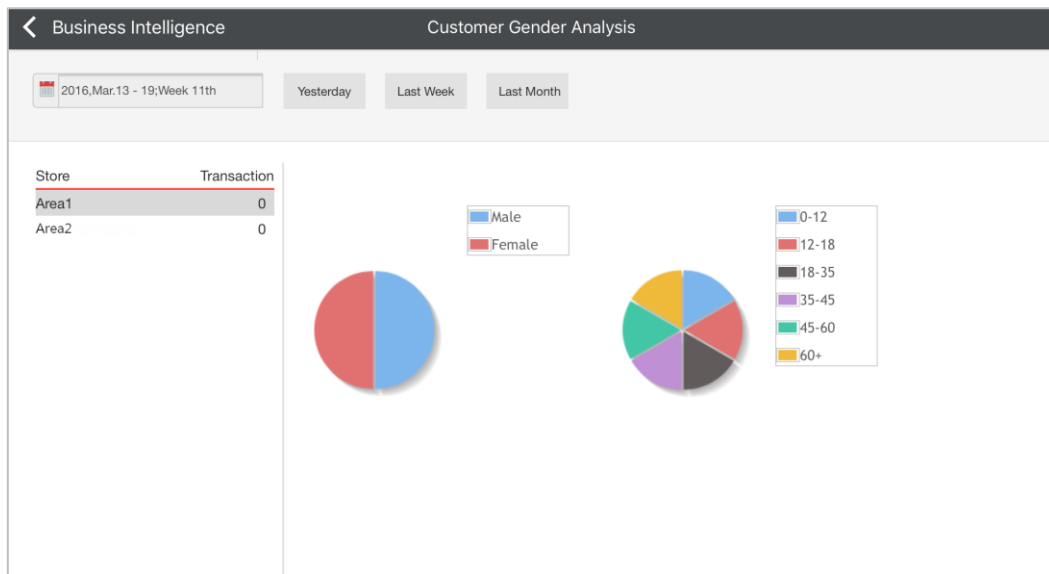 Business Intelligence
Customer Gender Analysis
2016,Mar.13 - 19;Week 11th
Yesterday
Last Week
Last Month
Store Transaction
Area1 0
Area2 0
Male
Female
0-12
12-18
18-35
35-45
45-60
60+